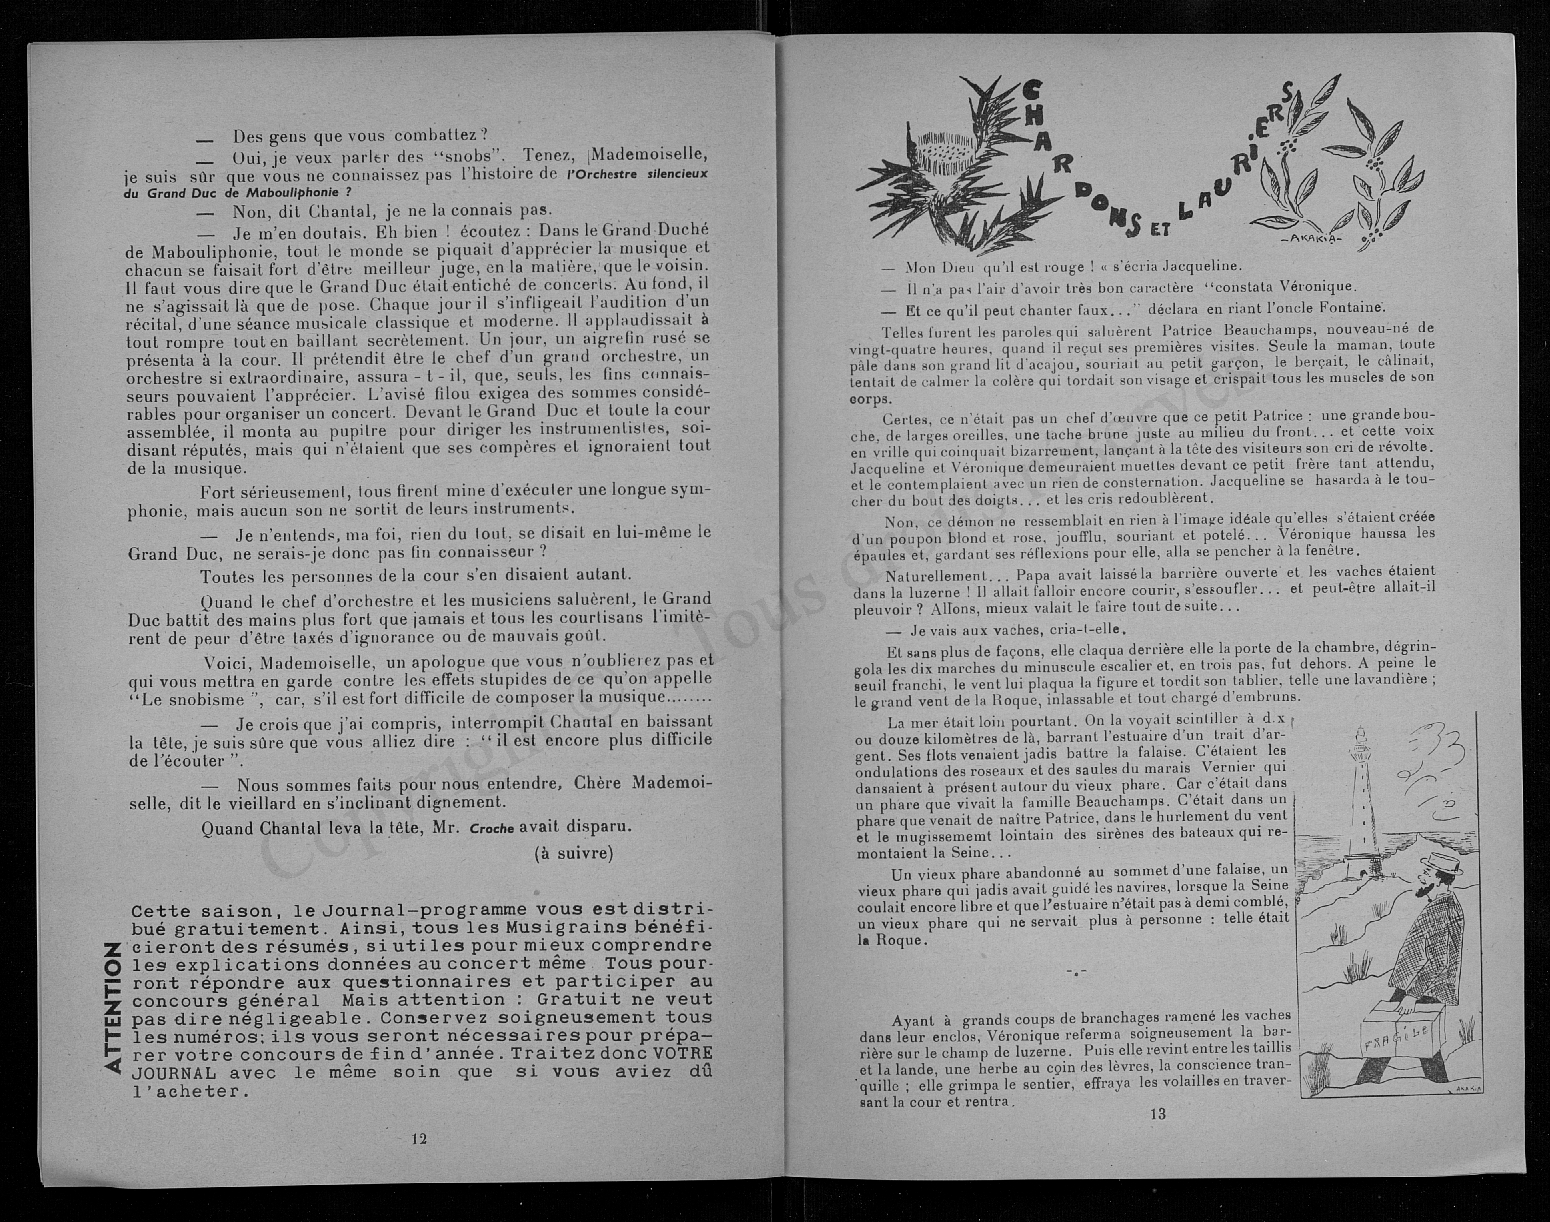 — Des gens que vous combattez ?
— Oui, je veux parler des “snobs”. Tenez, Mademoiselle,
je suis sûr que vous ne connaissez pas l’histoire de l’Orchestre silencieux
du Grand Duc de Mabouliphonie ?
— Non, dit Chantal, je ne la connais pas.
— Je m’en doutais. Eh bien ! écoutez : Dans le Grand Duché
de Mabouliphonie, tout le monde se piquait d’apprécier la musique et
chacun se faisait fort d’être meilleur juge, en la matière, que le voisin.
Il faut vous dire que le Grand Duc était entiché de concerts. Au fond, il
ne s’agissait là que de pose. Chaque jour il s’infligeait l’audition d’un
récital, d’une séance musicale classique et moderne. Il applaudissait à
tout rompre tout en baillant secrètement. Un jour, un aigrefin rusé se
présenta à la cour. Il prétendit être le chef d’un grand orchestre, un
orchestre si extraordinaire, assura - t - il, que, seuls, les fins connais-
seurs pouvaient l’apprécier. L’avisé filou exigea des sommes considé-
rables pour organiser un concert. Devant le Grand Duc et toute la cour
assemblée, il monta au pupitre pour diriger les instrumentistes, soi-
disant réputés, mais qui n’étaient que ses compères et ignoraient tout
de la musique.
Fort sérieusement, tous firent mine d’exécuter une longue sym-
phonie, mais aucun son ne sortit de leurs instruments.
— Je n’entends, ma foi, rien du tout, se disait en lui-même le
Grand Duc, ne serais-je donc pas fin connaisseur ?
Toutes les personnes de la cour s’en disaient autant.
Quand le chef d’orchestre et les musiciens saluèrent, le Grand
Duc battit des mains plus fort que jamais et tous les courtisans l’imitè-
rent de peur d’être taxés d’ignorance ou de mauvais goût.
Voici, Mademoiselle, un apologue que vous n’oublierez pas et
qui vous mettra en garde contre les effets stupides de ce qu’on appelle
“Le snobisme”, car, s’il est fort difficile de composer la musique........
— Je crois que j’ai compris, interrompit Chantal en baissant
la tête, je suis sûre que vous alliez dire : “ il est encore plus difficile
de l’écouter ”.
— Nous sommes faits pour nous entendre, Chère Mademoi-
selle, dit le vieillard en s’inclinant dignement.
Quand Chantal leva la tête, Mr. Croche avait disparu.
(à suivre)
ATTENTION
Cette saison, le Journal-programme vous est distri-
bué gratuitement. Ainsi, tous les Musigrains bénéfi-
cieront des résumés, si utiles pour mieux comprendre
les explications données au concert même. Tous pour-
ront répondre aux questionnaires et participer au
concours général Mais attention : Gratuit ne veut
pas dire négligeable. Conservez soigneusement tous
les numéros; ils vous seront nécessaires pour prépa-
rer votre concours de fin d’année. Traitez donc VOTRE
JOURNAL avec le même soin que si vous aviez dû
l’acheter.
12
CHARDONS ET LAURIERS
-AKAKIA-
— Mon Dieu qu’il est rouge ! « s’écria Jacqueline.
— Il n’a pas l’air d’avoir très bon caractère “constata Véronique.
— Et ce qu’il peut chanter faux...” déclara en riant l’oncle Fontaine.
Telles furent les paroles qui saluèrent Patrice Beauchamps, nouveau-né de
vingt-quatre heures, quand il reçut ses premières visites. Seule la maman, toute
pâle dans son grand lit d’acajou, souriait au petit garçon, le berçait, le câlinait,
tentait de calmer la colère qui tordait son visage et crispait tous les muscles de son
corps.
Certes, ce n’était pas un chef d’œuvre que ce petit Patrice : une grande bou-
che, de larges oreilles, une tache brune juste au milieu du front... et cette voix
en vrille qui coinquait bizarrement, lançant à la tête des visiteurs son cri de révolte.
Jacqueline et Véronique demeuraient muettes devant ce petit frère tant attendu,
et le contemplaient avec un rien de consternation. Jacqueline se hasarda à le tou-
cher du bout des doigts... et les cris redoublèrent.
Non, ce démon ne ressemblait en rien à l’image idéale qu’elles s’étaient créée
d’un poupon blond et rose, joufflu, souriant et potelé... Véronique haussa les
épaules et, gardant ses réflexions pour elle, alla se pencher à la fenêtre.
Naturellement... Papa avait laissé la barrière ouverte et les vaches étaient
dans la luzerne ! Il allait falloir encore courir, s’essoufler... et peut-être allait-il
pleuvoir ? Allons, mieux valait le faire tout de suite...
— Je vais aux vaches, cria-t-elle.
Et sans plus de façons, elle claqua derrière elle la porte de la chambre, dégrin-
gola les dix marches du minuscule escalier et, en trois pas, fut dehors. A peine le
seuil franchi, le vent lui plaqua la figure et tordit son tablier, telle une lavandière ;
le grand vent de la Roque, inlassable et tout chargé d’embruns.
La mer était loin pourtant. On la voyait scintiller à dix
ou douze kilomètres de là, barrant l’estuaire d’un trait d’ar-
gent. Ses flots venaient jadis battre la falaise. C’étaient les
ondulations des roseaux et des saules du marais Vernier qui
dansaient à présent autour du vieux phare. Car c’était dans
un phare que vivait la famille Beauchamps. C’était dans un
phare que venait de naître Patrice, dans le hurlement du vent
et le mugissememt lointain des sirènes des bateaux qui re-
montaient la Seine...
Un vieux phare abandonné au sommet d’une falaise, un
vieux phare qui jadis avait guidé les navires, lorsque la Seine
coulait encore libre et que l’estuaire n’était pas à demi comblé,
un vieux phare qui ne servait plus à personne : telle était
la Roque.
-.-
Ayant à grands coups de branchages ramené les vaches
dans leur enclos, Véronique referma soigneusement la bar-
rière sur le champ de luzerne. Puis elle revint entre les taillis
et la lande, une herbe au coin des lèvres, la conscience tran-
quille ; elle grimpa le sentier, effraya les volailles en traver-
sant la cour et rentra.
FRAGILE
AKAKIA
13
Copyright © Tous droits réservés